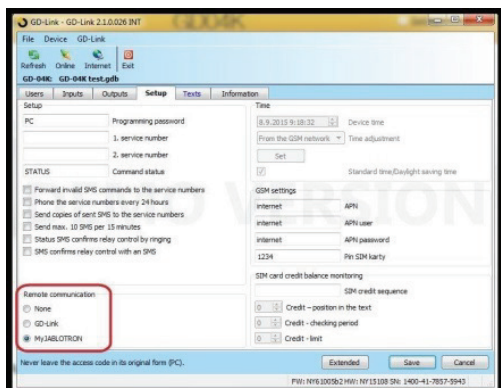 GD-Link - GD-Link 2.1.0.026 INT
File Device GD-Link
Refresh Online Internet Exit
GD-04K: GD-04K test.gdb
Users Inputs Outputs Setup Texts Information
Setup
PC Programming password
1. service number
2. service number
STATUS Command status
Forward invalid SMS commands to the service numbers
Phone the service numbers every 24 hours
Send copies of sent SMS to the service numbers
Send max. 10 SMS per 15 minutes
Status SMS confirms relay control by ringing
SMS confirms relay control with an SMS
Remote communication
None
GD-Link
MyJABLOTRON
Time
8.9.2015 9:18:32 Device time
From the GSM network Time adjustment
Set
Standard time/Daylight saving time
GSM settings
internet APN
internet APN user
internet APN password
1234 Pin SIM karty
SIM card credit balance monitoring
SIM credit sequence
0 Credit – position in the text
0 Credit - checking period
0 Credit - limit
Never leave the access code in its original form (PC).
Extended Save Cancel
FW: NY61005b2 HW: NY15108 SN: 1400-41-7857-5943